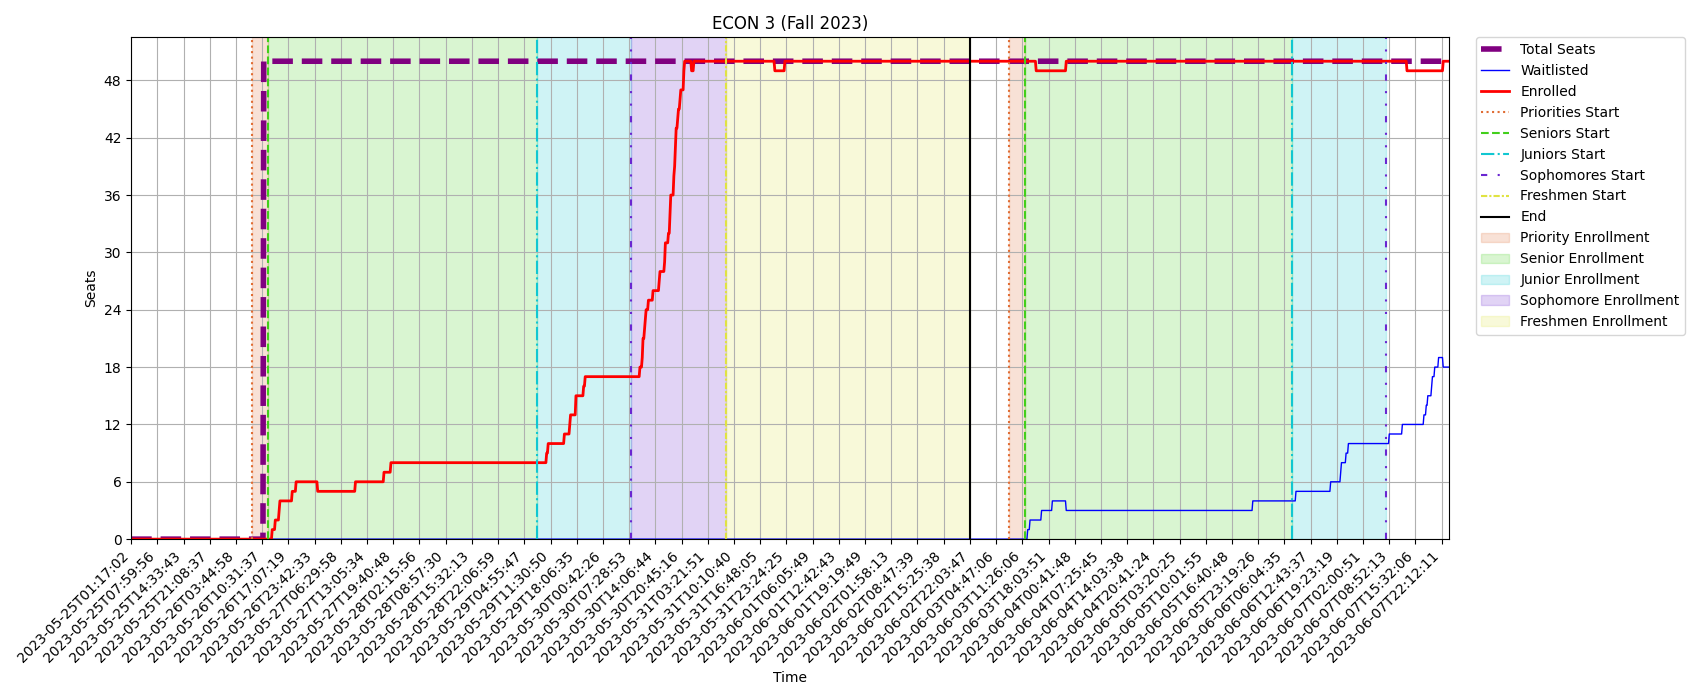 ECON 3 (Fall 2023)
Total Seats
Waitlisted
Enrolled
Priorities Start
Seniors Start
Juniors Start
Sophomores Start
Freshmen Start
End
Priority Enrollment
Senior Enrollment
Junior Enrollment
Sophomore Enrollment
Freshmen Enrollment
Seats
48
42
36
30
24
18
12
6
0
2023-05-25T01:17:02
2023-05-25T07:59:56
2023-05-25T14:33:43
2023-05-25T21:08:37
2023-05-26T03:44:58
2023-05-26T10:31:37
2023-05-26T17:07:19
2023-05-26T23:42:33
2023-05-27T06:29:58
2023-05-27T13:05:34
2023-05-27T19:40:48
2023-05-28T02:15:56
2023-05-28T08:57:30
2023-05-28T15:32:13
2023-05-28T22:06:59
2023-05-29T04:55:47
2023-05-29T11:30:50
2023-05-29T18:06:35
2023-05-30T00:42:26
2023-05-30T07:28:53
2023-05-30T14:06:44
2023-05-30T20:45:16
2023-05-31T03:21:51
2023-05-31T10:10:40
2023-05-31T16:48:05
2023-05-31T23:24:25
2023-06-01T06:05:49
2023-06-01T12:42:43
2023-06-01T19:19:49
2023-06-02T01:58:13
2023-06-02T08:47:39
2023-06-02T15:25:38
2023-06-02T22:03:47
2023-06-03T04:47:06
2023-06-03T11:26:06
2023-06-03T18:03:51
2023-06-04T00:41:48
2023-06-04T07:25:45
2023-06-04T14:03:38
2023-06-04T20:41:24
2023-06-05T03:20:25
2023-06-05T10:01:55
2023-06-05T16:40:48
2023-06-05T23:19:26
2023-06-06T06:04:35
2023-06-06T12:43:37
2023-06-06T19:23:19
2023-06-07T02:00:51
2023-06-07T08:52:13
2023-06-07T15:32:06
2023-06-07T22:12:11
Time